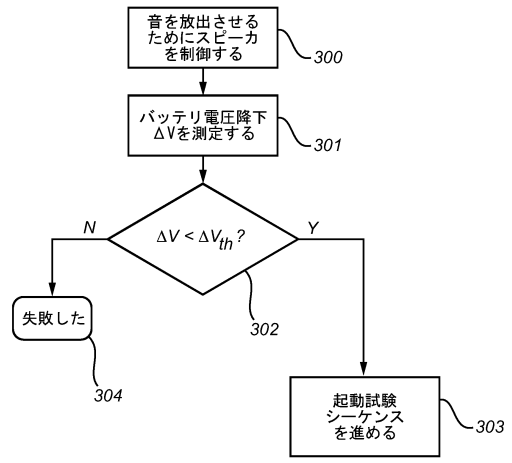 音を放出させる
ためにスピーカ
を制御する
300
バッテリ電圧降下
ΔVを測定する
301
N
Y
ΔV < ΔVth ?
302
失敗した
304
起動試験
シーケンス
を進める
303